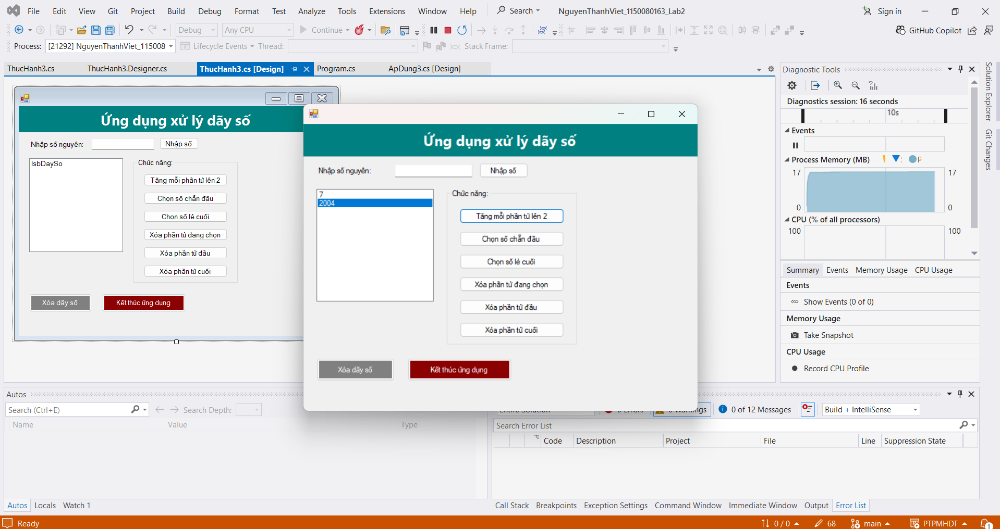 File Edit View Git Project Build Debug Format Test Analyze Tools Extensions Window Help Search NguyenThanhViet_1150080163_Lab2 Sign in
Debug Any CPU Continue GitHub Copilot
Process: [21292] NguyenThanhViet_115008 Lifecycle Events Thread: Stack Frame:
ThucHanh3.cs ThucHanh3.Designer.cs ThucHanh3.cs [Design] Program.cs ApDung3.cs [Design]
Ứng dụng xử lý dãy số
Nhập số nguyên: Nhập số
lsbDaySo
Chức năng:
Tăng mỗi phần tử lên 2
Chọn số chẵn đầu
Chọn số lẻ cuối
Xóa phần tử đang chọn
Xóa phần tử đầu
Xóa phần tử cuối
Xóa dãy số Kết thúc ứng dụng
Ứng dụng xử lý dãy số
Nhập số nguyên: Nhập số
7
2004
Chức năng:
Tăng mỗi phần tử lên 2
Chọn số chẵn đầu
Chọn số lẻ cuối
Xóa phần tử đang chọn
Xóa phần tử đầu
Xóa phần tử cuối
Xóa dãy số Kết thúc ứng dụng
Diagnostic Tools
Diagnostics session: 16 seconds
10s
Events
Process Memory (MB) P
17 17
0 0
CPU (% of all processors)
100 100
Summary Events Memory Usage CPU Usage
Events
Show Events (0 of 0)
Memory Usage
Take Snapshot
CPU Usage
Record CPU Profile
Solution Explorer
Git Changes
Autos
Search (Ctrl+E) Search Depth:
Name Value Type
Autos Locals Watch 1
Entire Solution 0 Errors 0 Warnings 0 of 12 Messages Build + IntelliSense
Search Error List
Code Description Project File Line Suppression State
Call Stack Breakpoints Exception Settings Command Window Immediate Window Output Error List
Ready 0 / 0 68 main PTPMHDT 1